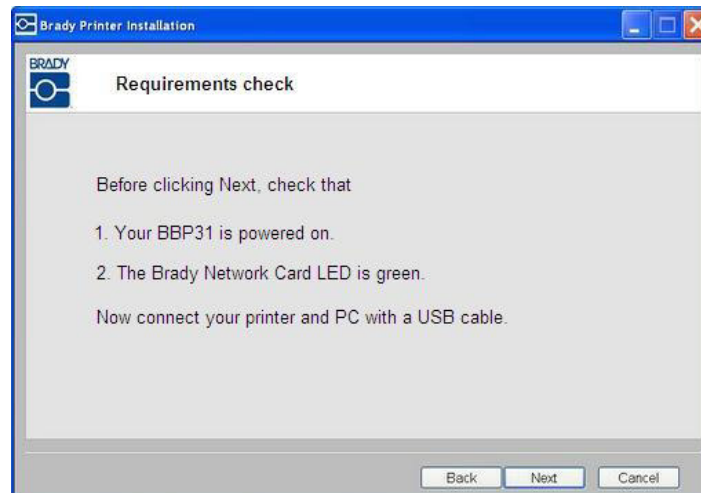 Brady Printer Installation
BRADY
Requirements check
Before clicking Next, check that
1. Your BBP31 is powered on.
2. The Brady Network Card LED is green.
Now connect your printer and PC with a USB cable.
Back Next Cancel